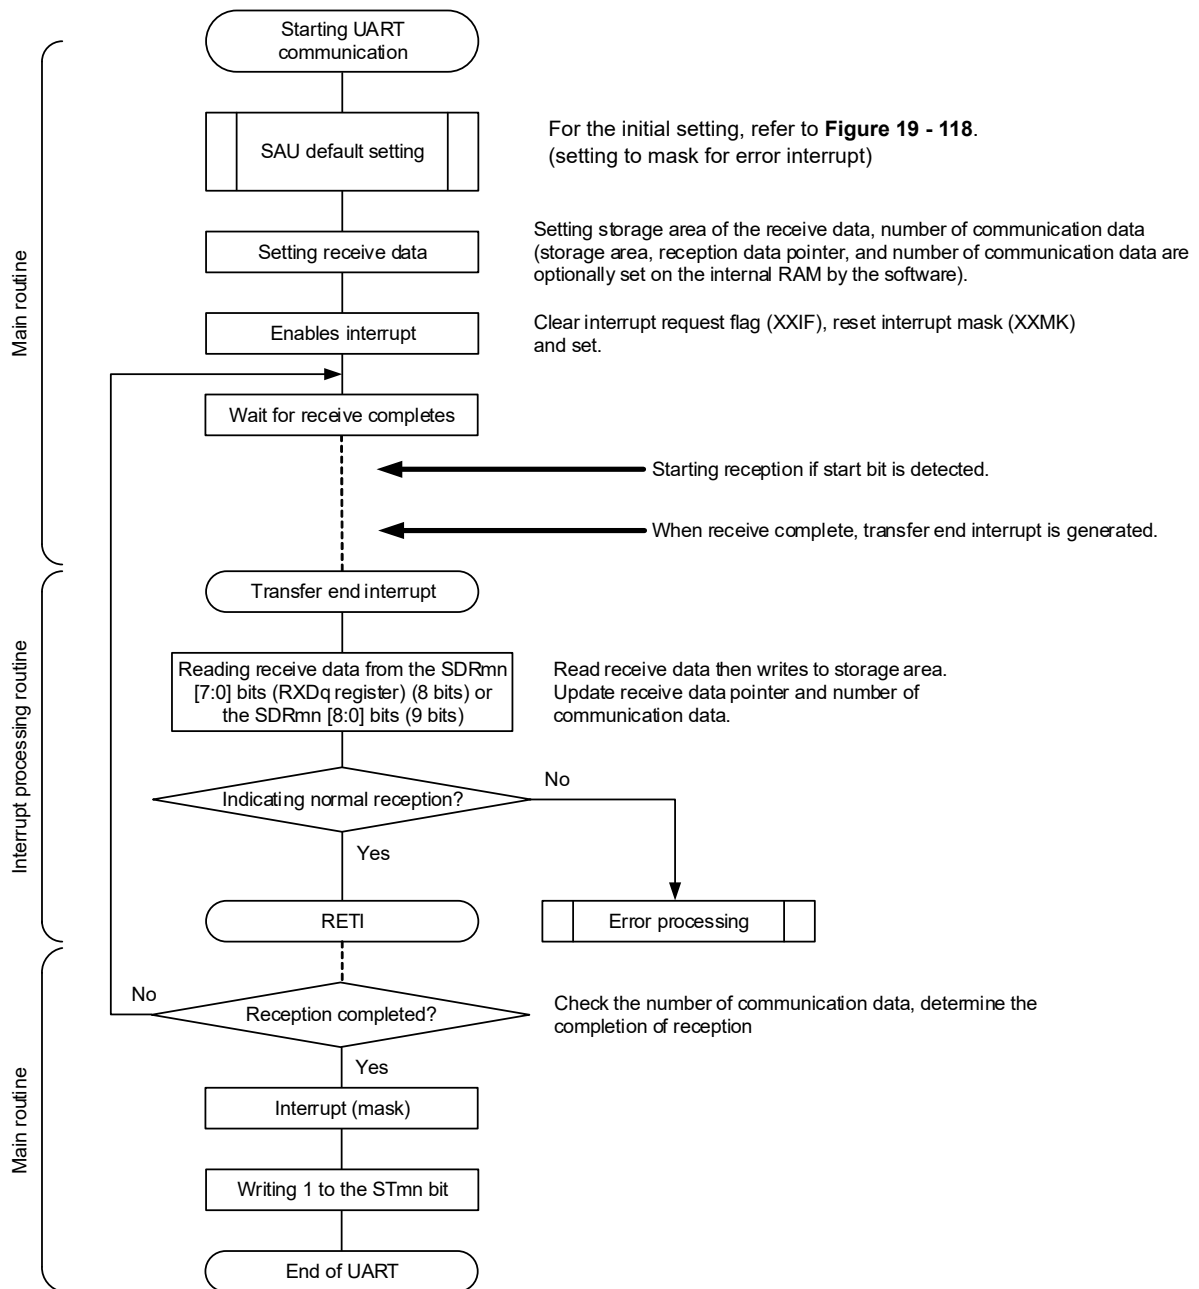 Starting UART
communication
SAU default setting
For the initial setting, refer to Figure 19 - 118.
(setting to mask for error interrupt)
Main routine
Setting receive data
Setting storage area of the receive data, number of communication data
(storage area, reception data pointer, and number of communication data are
optionally set on the internal RAM by the software).
Enables interrupt
Clear interrupt request flag (XXIF), reset interrupt mask (XXMK)
and set.
Wait for receive completes
Starting reception if start bit is detected.
When receive complete, transfer end interrupt is generated.
Interrupt processing routine
Transfer end interrupt
Reading receive data from the SDRmn
[7:0] bits (RXDq register) (8 bits) or
the SDRmn [8:0] bits (9 bits)
Read receive data then writes to storage area.
Update receive data pointer and number of
communication data.
Indicating normal reception?
No
Yes
RETI
Error processing
Main routine
No
Reception completed?
Check the number of communication data, determine the
completion of reception
Yes
Interrupt (mask)
Writing 1 to the STmn bit
End of UART